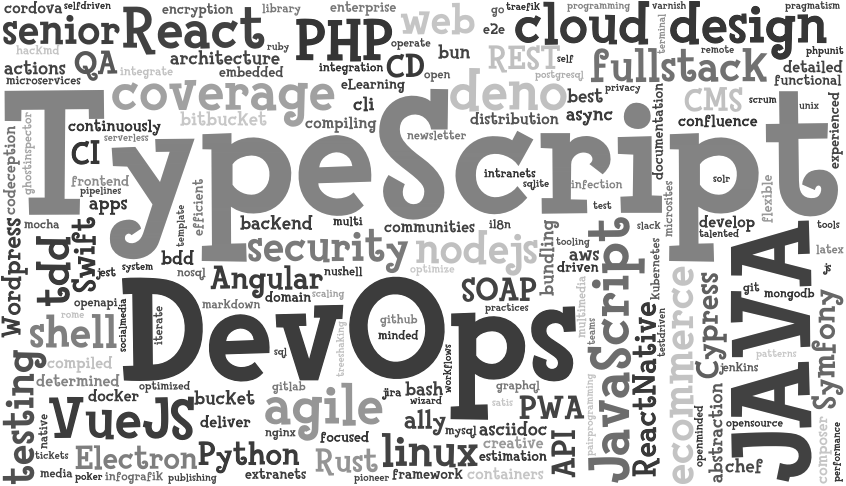 cordova
selfdriven
encryption
library
enterprise
web
go
traefik
programming
varnish
pragmatism
senior
React
PHP
operate
cloud
design
hackmd
ruby
e2e
terminal
remote
phpunit
actions
QA
integrate
architecture
embedded
integration
CD
open
bun
REST
self
postgresql
fullstack
detailed
functional
microservices
coverage
eLearning
cli
deno
best
privacy
CMS
scrum
unix
bitbucket
compiling
newsletter
distribution
async
documentation
confluence
experienced
TypeScript
continuously
serverless
CI
codeception
ghostinspector
frontend
pipelines
apps
intranets
sqlite
infection
solr
flexible
microsites
test
mocha
template
efficient
backend
multi
communities
il8n
slack
develop
talented
tools
Wordpress
tdd
Swift
jest
system
bdd
nosql
security
nodejs
optimise
bundling
tooling
aws
driven
kubernetes
latex
js
Angular
nushell
domain
scaling
SOAP
practices
git
mongodb
JAVA
openapi
rome
socialmedia
iterate
markdown
DevOps
github
minded
multimedia
teams
JavaScript
testdriven
ecommerce
Cypress
Symfony
shell
compiled
determined
sql
treeshaking
workflows
patterns
jenkins
testing
optimized
docker
bucket
gitlab
jira
bash
wizard
graphql
satis
PWA
pairprogramming
ReactNative
openminded
abstraction
opensource
VueJS
deliver
agile
nginx
focused
ally
mysql
asciidoc
creative
estimation
API
composer
performance
native
tickets
Electron
Python
Rust
linux
chef
media
poker
infografik
publishing
extranets
pioneer
framework
containers